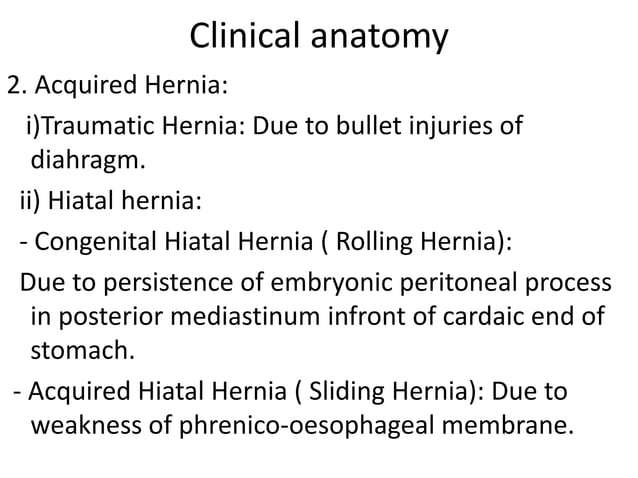 Clinical anatomy
2. Acquired Hernia:
i)Traumatic Hernia: Due to bullet injuries of
diahragm.
ii) Hiatal hernia:
- Congenital Hiatal Hernia ( Rolling Hernia):
Due to persistence of embryonic peritoneal process
in posterior mediastinum infront of cardaic end of
stomach.
- Acquired Hiatal Hernia ( Sliding Hernia): Due to
weakness of phrenico-oesophageal membrane.